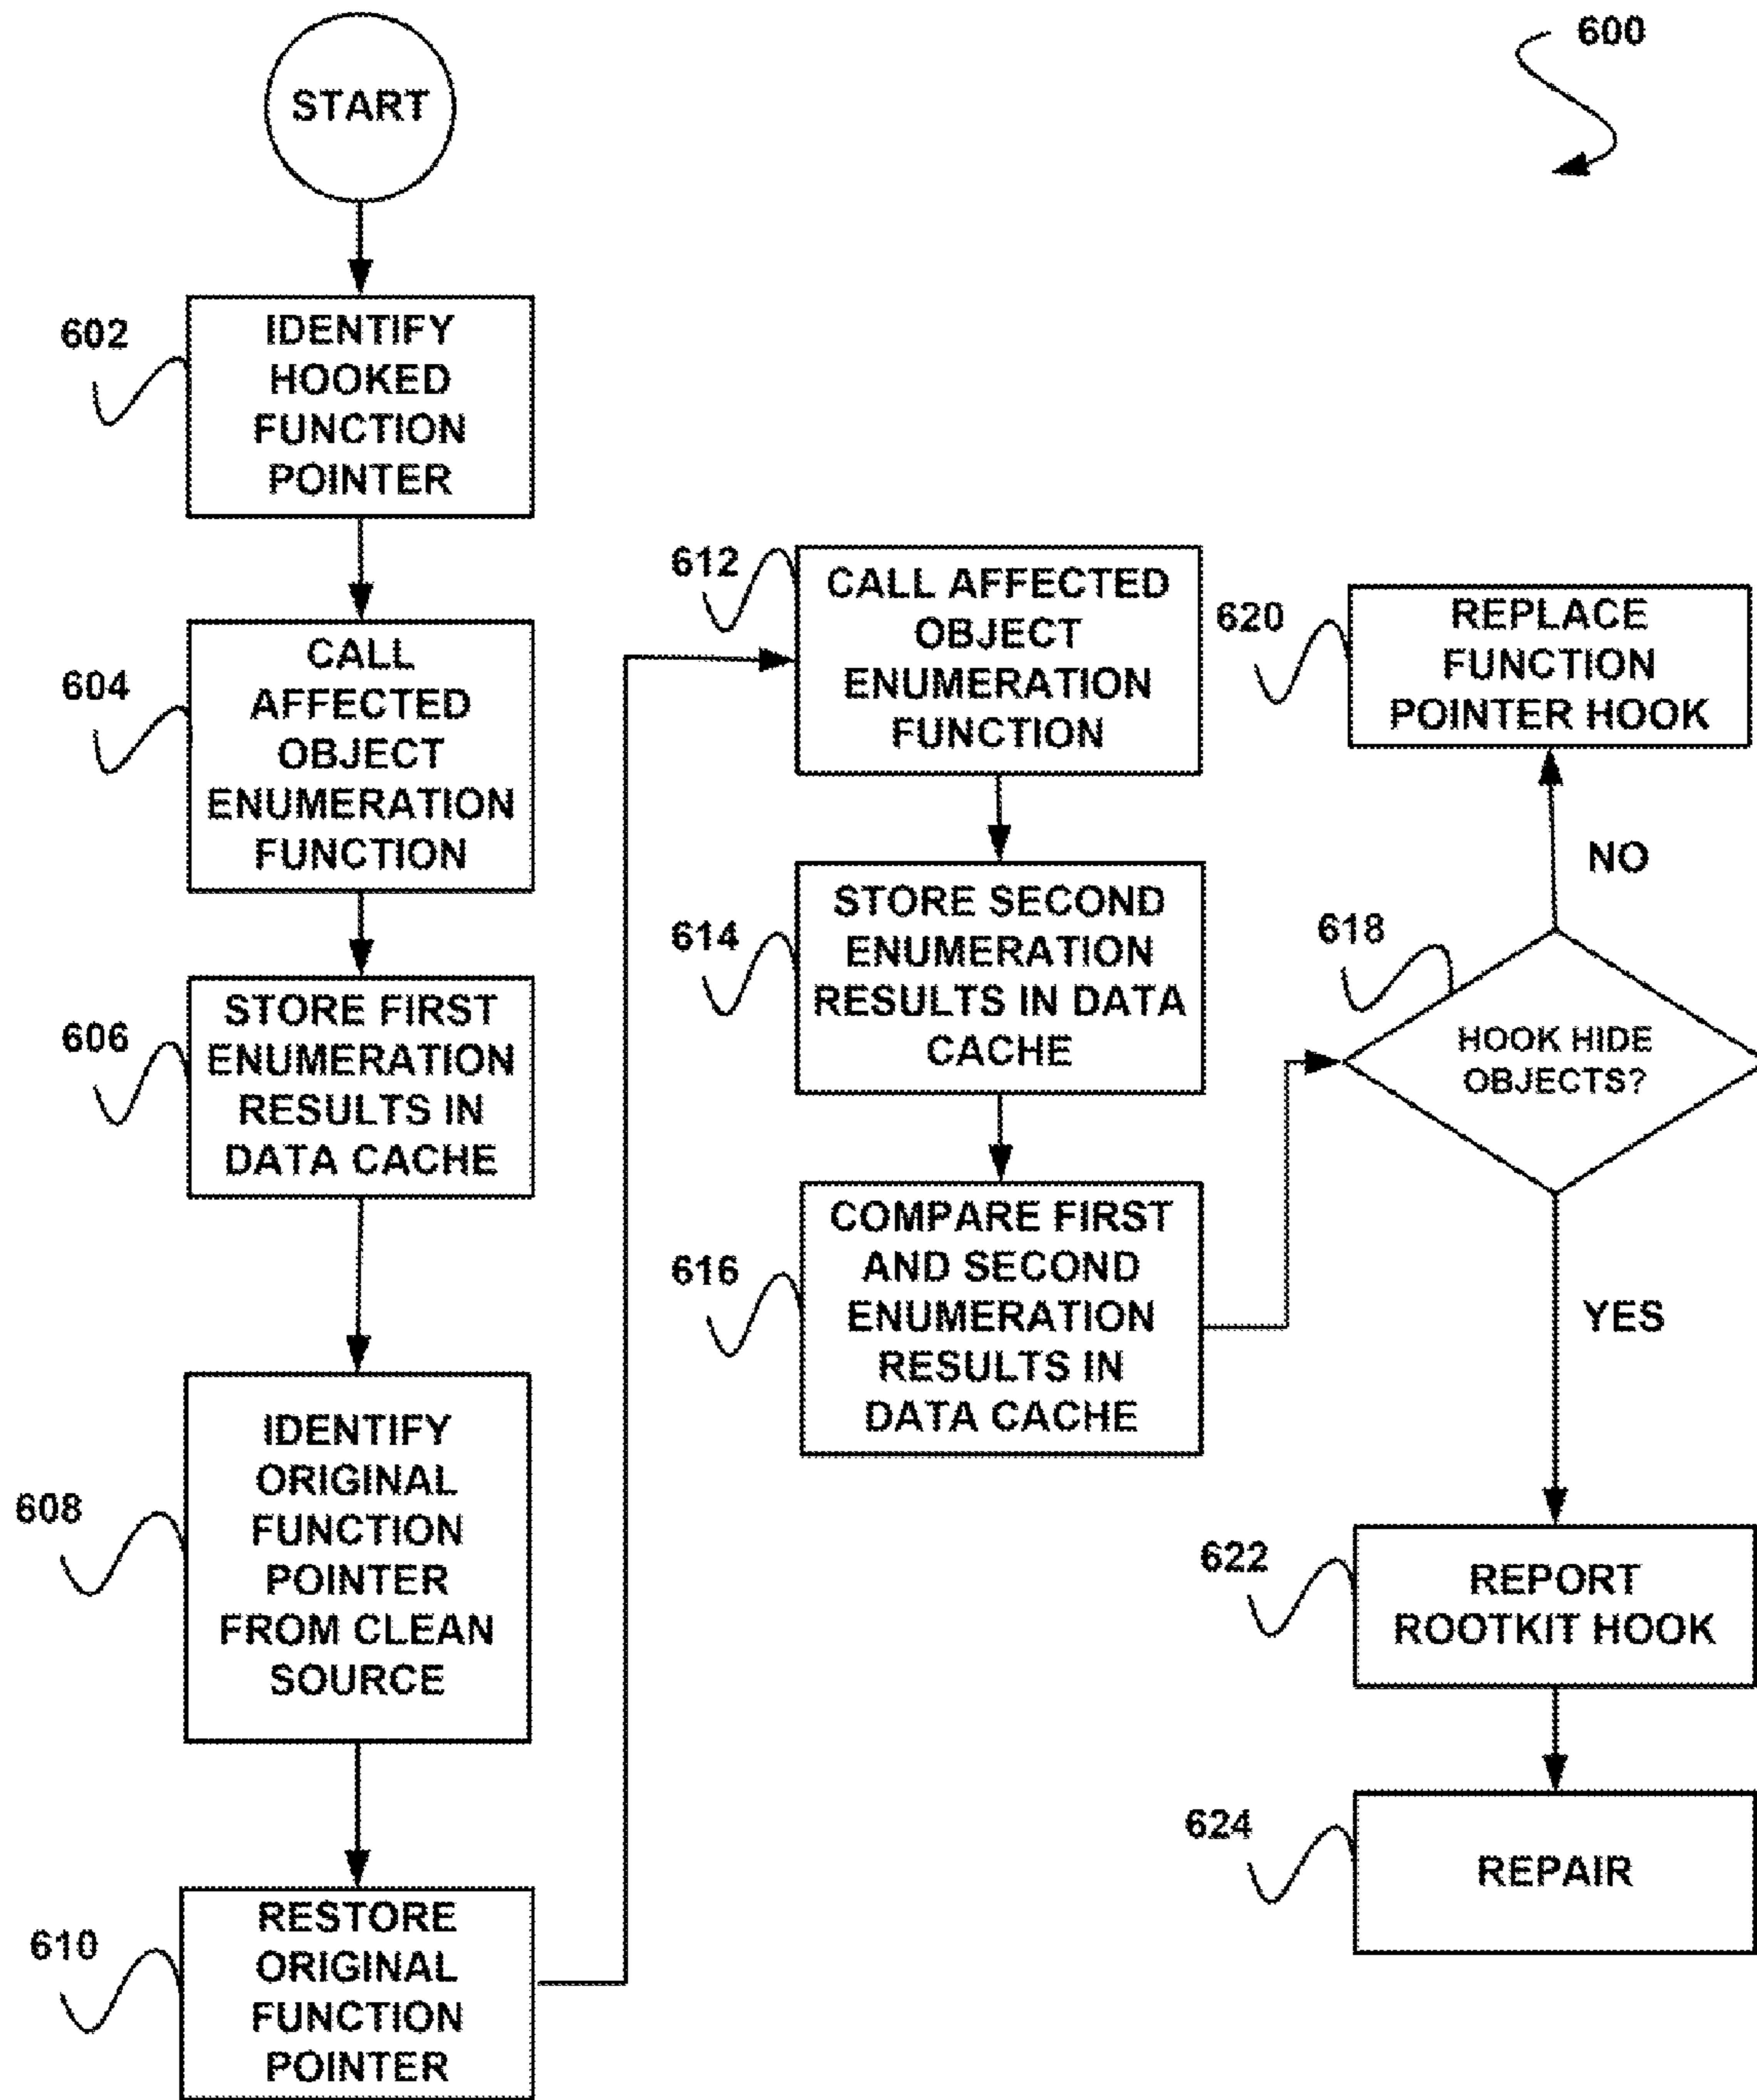 600
START
602
IDENTIFY
HOOKED
FUNCTION
POINTER
604
CALL
AFFECTED
OBJECT
ENUMERATION
FUNCTION
606
STORE FIRST
ENUMERATION
RESULTS IN
DATA CACHE
608
IDENTIFY
ORIGINAL
FUNCTION
POINTER
FROM CLEAN
SOURCE
610
RESTORE
ORIGINAL
FUNCTION
POINTER
612
CALL AFFECTED
OBJECT
ENUMERATION
FUNCTION
614
STORE SECOND
ENUMERATION
RESULTS IN DATA
CACHE
616
COMPARE FIRST
AND SECOND
ENUMERATION
RESULTS IN
DATA CACHE
618
HOOK HIDE
OBJECTS?
NO
620
REPLACE
FUNCTION
POINTER HOOK
YES
622
REPORT
ROOTKIT HOOK
624
REPAIR